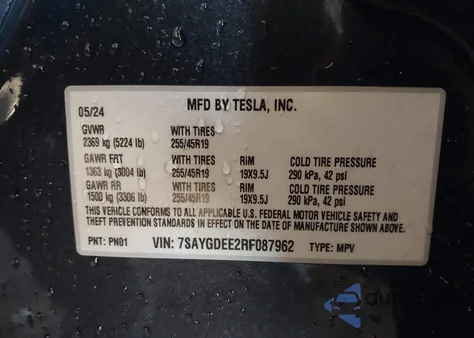 MFD BY TESLA, INC.
05/24
GVWR WITH TIRES
2369 kg (5224 lb) 255/45R19
GAWR FRT WITH TIRES RIM COLD TIRE PRESSURE
1363 kg (3004 lb) 255/45R19 19X9.5J 290 kPa, 42 psi
GAWR RR WITH TIRES RIM COLD TIRE PRESSURE
1500 kg (3306 lb) 255/45R19 19X9.5J 290 kPa, 42 psi
THIS VEHICLE CONFORMS TO ALL APPLICABLE U.S. FEDERAL MOTOR VEHICLE SAFETY AND
THEFT PREVENTION STANDARDS IN EFFECT ON THE DATE OF MANUFACTURE SHOWN ABOVE.
PNT: PN01 VIN: 7SAYGDEE2RF087962 TYPE: MPV